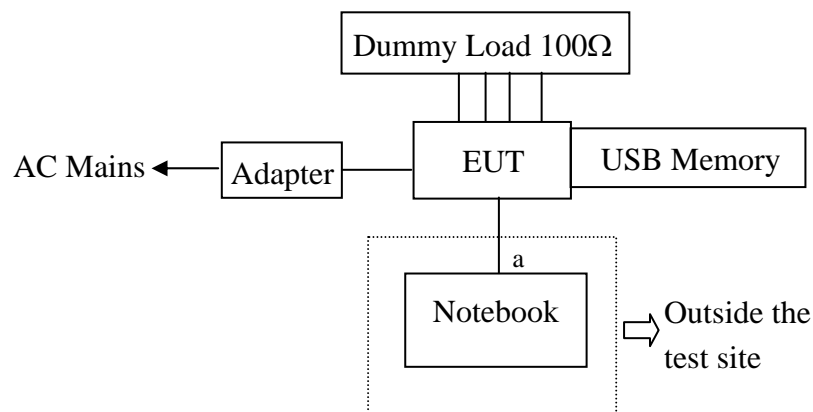 Dummy Load 100Ω
AC Mains
Adapter
EUT
USB Memory
a
Notebook
Outside the
test site